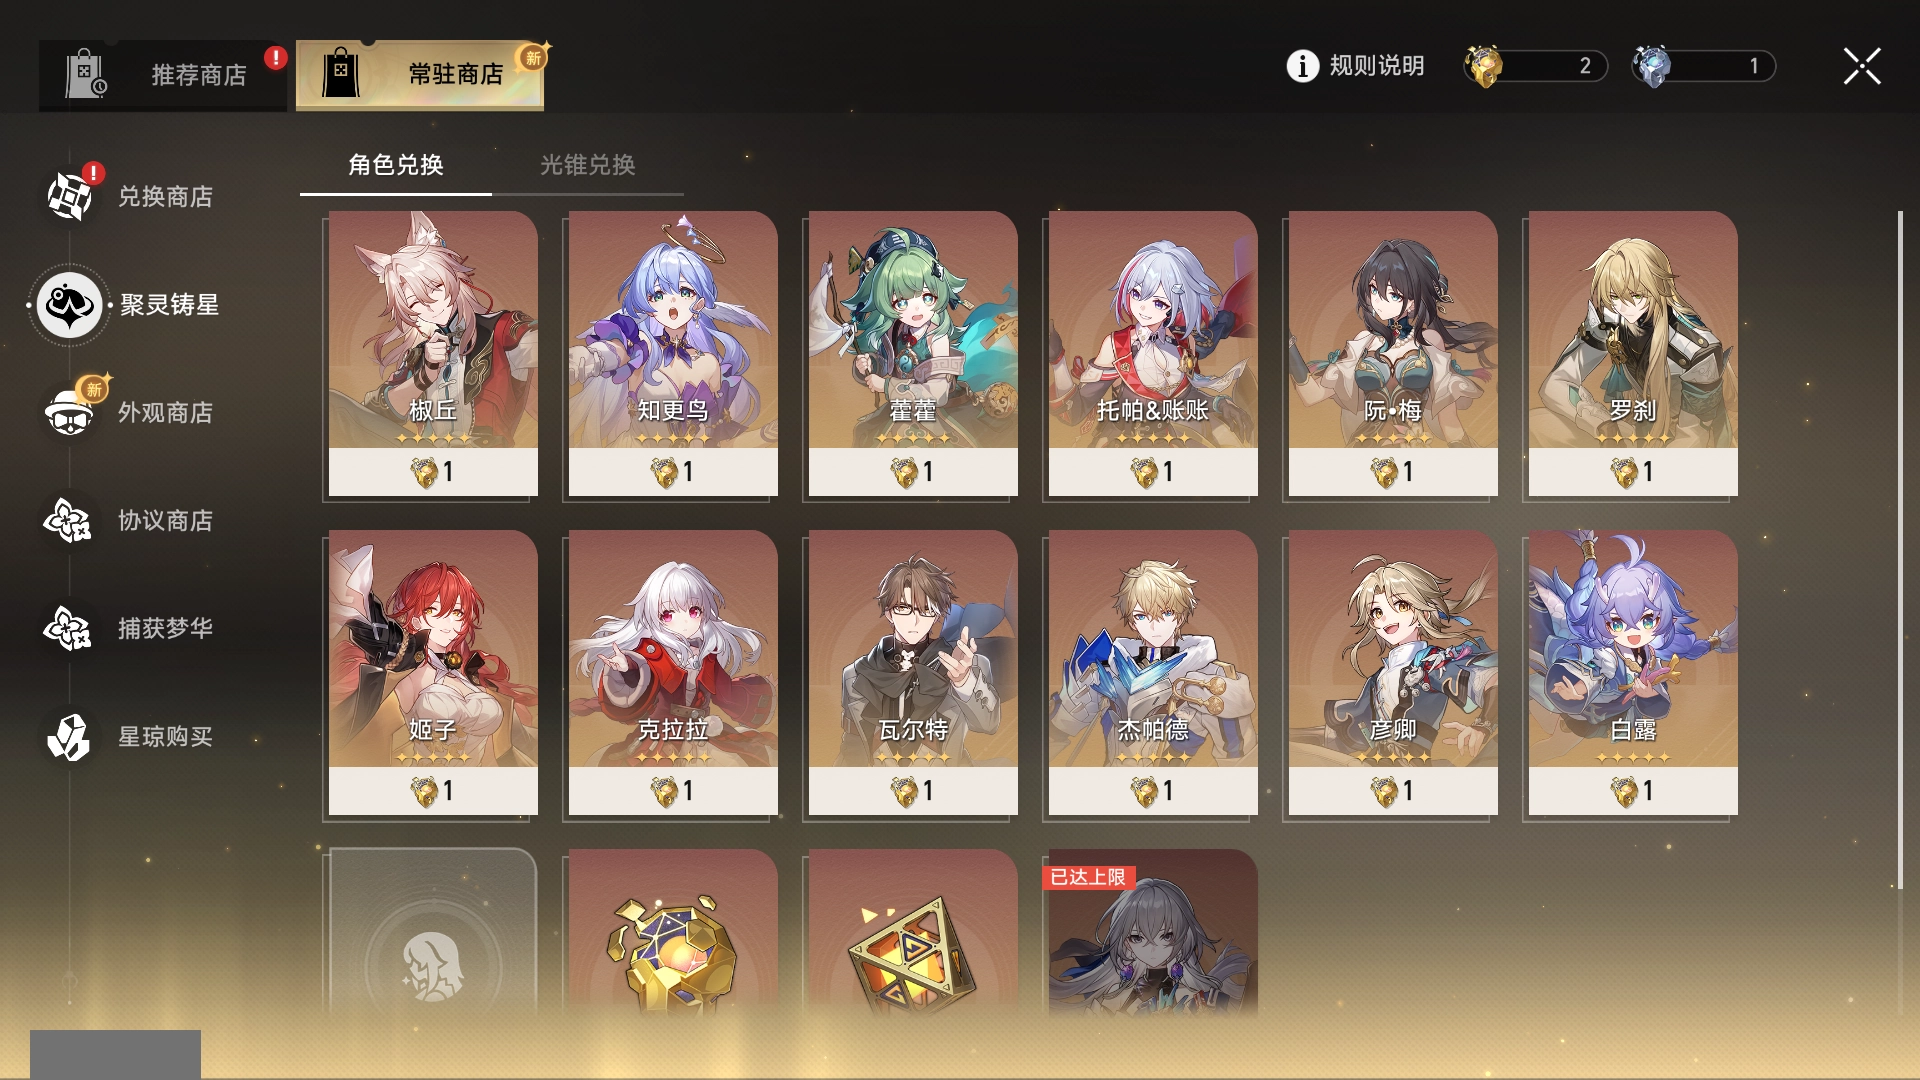 推荐商店
常驻商店
新
规则说明
2
1
角色兑换
光锥兑换
兑换商店
聚灵铸星
新
外观商店
协议商店
捕获梦华
星琼购买
椒丘
知更鸟
藿藿
托帕&账账
阮•梅
罗刹
1
1
1
1
1
1
姬子
克拉拉
瓦尔特
杰帕德
彦卿
白露
1
1
1
1
1
1
已达上限